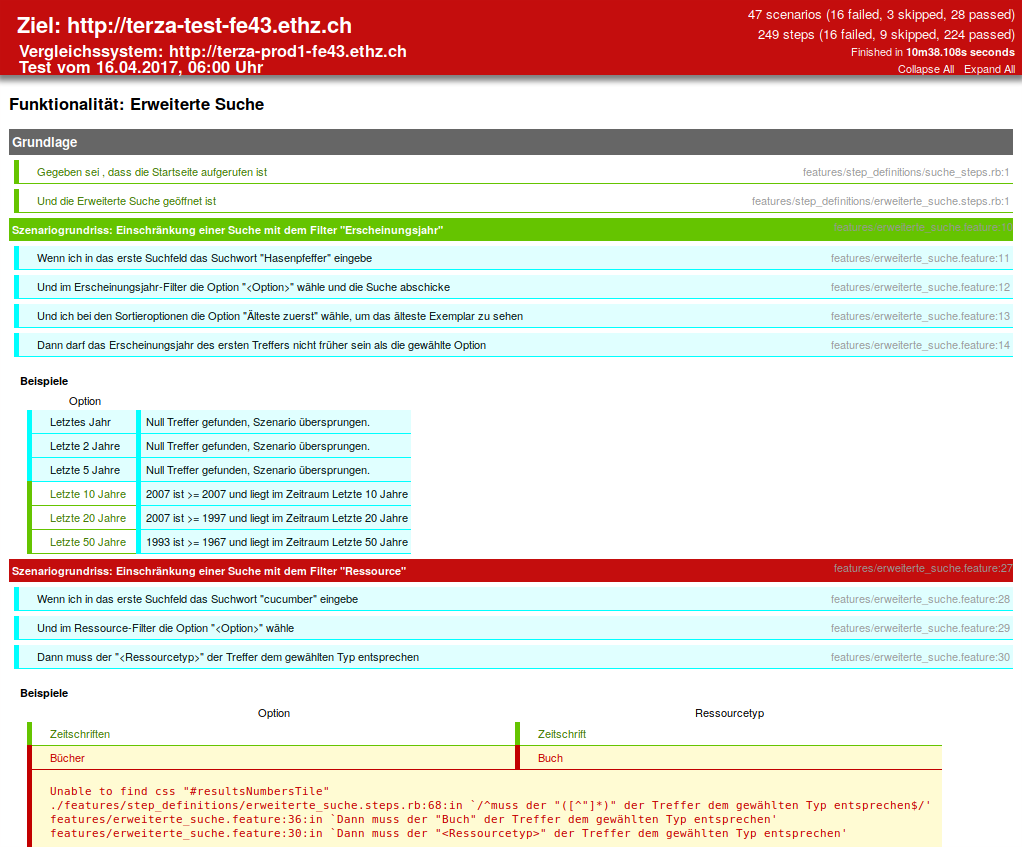 Ziel: http://terza-test-fe43.ethz.ch
47 scenarios (16 failed, 3 skipped, 28 passed)
249 steps (16 failed, 9 skipped, 224 passed)
Vergleichssystem: http://terza-prod1-fe43.ethz.ch
Finished in 10m38.108s seconds
Test vom 16.04.2017, 06:00 Uhr
Collapse All Expand All
Funktionalität: Erweiterte Suche
Grundlage
Gegeben sei , dass die Startseite aufgerufen ist features/step_definitions/suche_steps.rb:1
Und die Erweiterte Suche geöffnet ist features/step_definitions/erweiterte_suche.steps.rb:1
Szenariogrundriss: Einschränkung einer Suche mit dem Filter "Erscheinungsjahr"
Wenn ich in das erste Suchfeld das Suchwort "Hasenpfeffer" eingebe features/erweiterte_suche.feature:11
Und im Erscheinungsjahr-Filter die Option "<Option>" wähle und die Suche abschicke features/erweiterte_suche.feature:12
Und ich bei den Sortieroptionen die Option "Älteste zuerst" wähle, um das älteste Exemplar zu sehen features/erweiterte_suche.feature:13
Dann darf das Erscheinungsjahr des ersten Treffers nicht früher sein als die gewählte Option features/erweiterte_suche.feature:14
Beispiele
Option
Letztes Jahr Null Treffer gefunden, Szenario übersprungen.
Letzte 2 Jahre Null Treffer gefunden, Szenario übersprungen.
Letzte 5 Jahre Null Treffer gefunden, Szenario übersprungen.
Letzte 10 Jahre 2007 ist >= 2007 und liegt im Zeitraum Letzte 10 Jahre
Letzte 20 Jahre 2007 ist >= 1997 und liegt im Zeitraum Letzte 20 Jahre
Letzte 50 Jahre 1993 ist >= 1967 und liegt im Zeitraum Letzte 50 Jahre
Szenariogrundriss: Einschränkung einer Suche mit dem Filter "Ressource" features/erweiterte_suche.feature:27
Wenn ich in das erste Suchfeld das Suchwort "cucumber" eingebe features/erweiterte_suche.feature:28
Und im Ressource-Filter die Option "<Option>" wähle features/erweiterte_suche.feature:29
Dann muss der "<Ressourcetyp>" der Treffer dem gewählten Typ entsprechen features/erweiterte_suche.feature:30
Beispiele
Option Ressourcetyp
Zeitschriften Zeitschrift
Bücher Buch
Unable to find css "#resultsNumbersTile"
./features/step_definitions/erweiterte_suche.steps.rb:68:in `/^muss der "([^"]*)" der Treffer dem gewählten Typ entsprechen$/'
features/erweiterte_suche.feature:36:in `Dann muss der "Buch" der Treffer dem gewählten Typ entsprechen'
features/erweiterte_suche.feature:30:in `Dann muss der "<Ressourcetyp>" der Treffer dem gewählten Typ entsprechen'